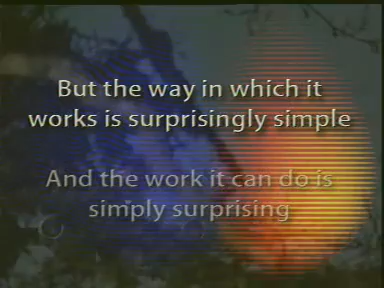 But the way in which it
works is surprisingly simple
And the work it can do is
simply surprising